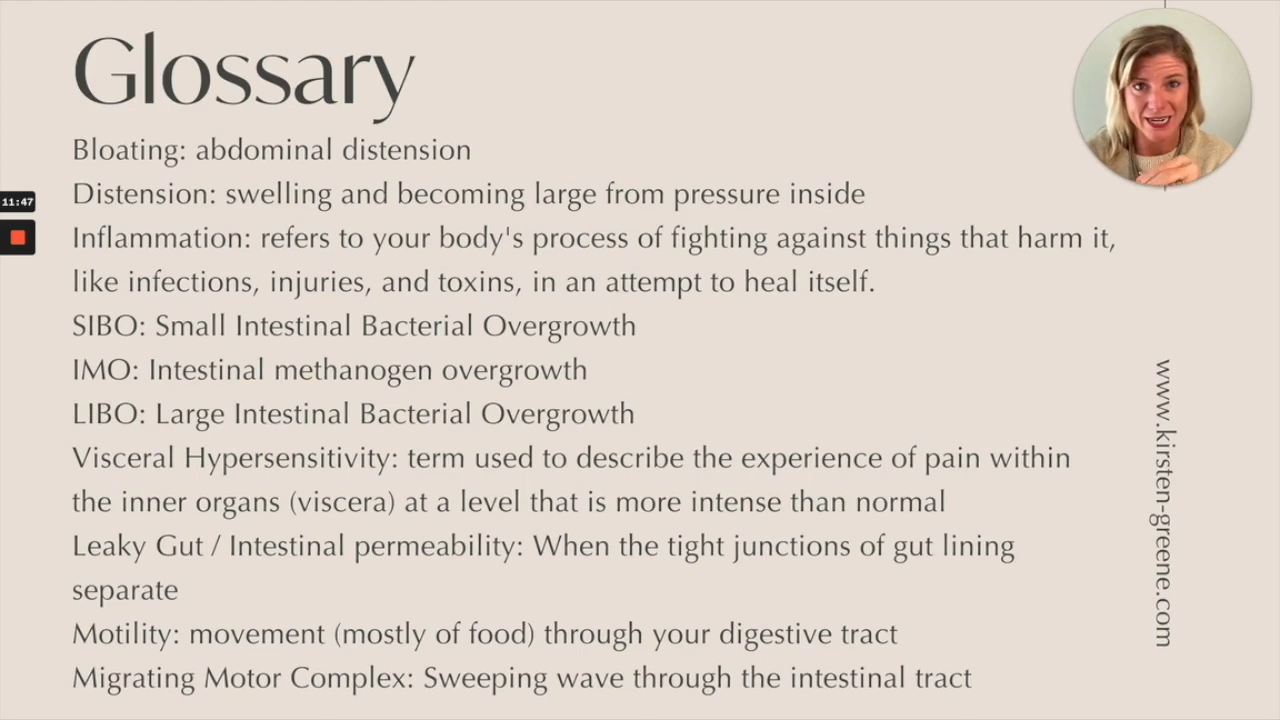 Glossary
Bloating: abdominal distension
Distension: swelling and becoming large from pressure inside
Inflammation: refers to your body's process of fighting against things that harm it,
like infections, injuries, and toxins, in an attempt to heal itself.
SIBO: Small Intestinal Bacterial Overgrowth
IMO: Intestinal methanogen overgrowth
LIBO: Large Intestinal Bacterial Overgrowth
Visceral Hypersensitivity: term used to describe the experience of pain within
the inner organs (viscera) at a level that is more intense than normal
Leaky Gut / Intestinal permeability: When the tight junctions of gut lining
separate
Motility: movement (mostly of food) through your digestive tract
Migrating Motor Complex: Sweeping wave through the intestinal tract
11:47
www.kirsten-greene.com